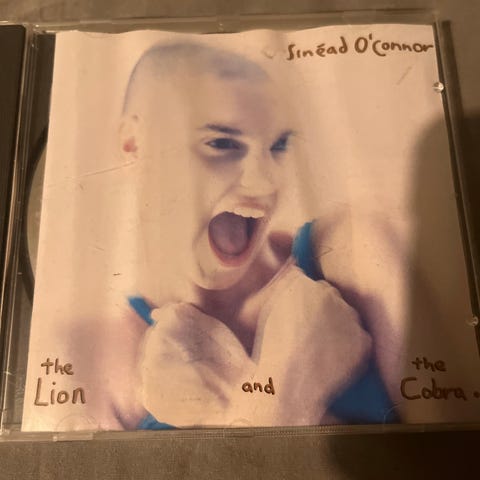 Sinéad O'Connor
the Lion and the Cobra.